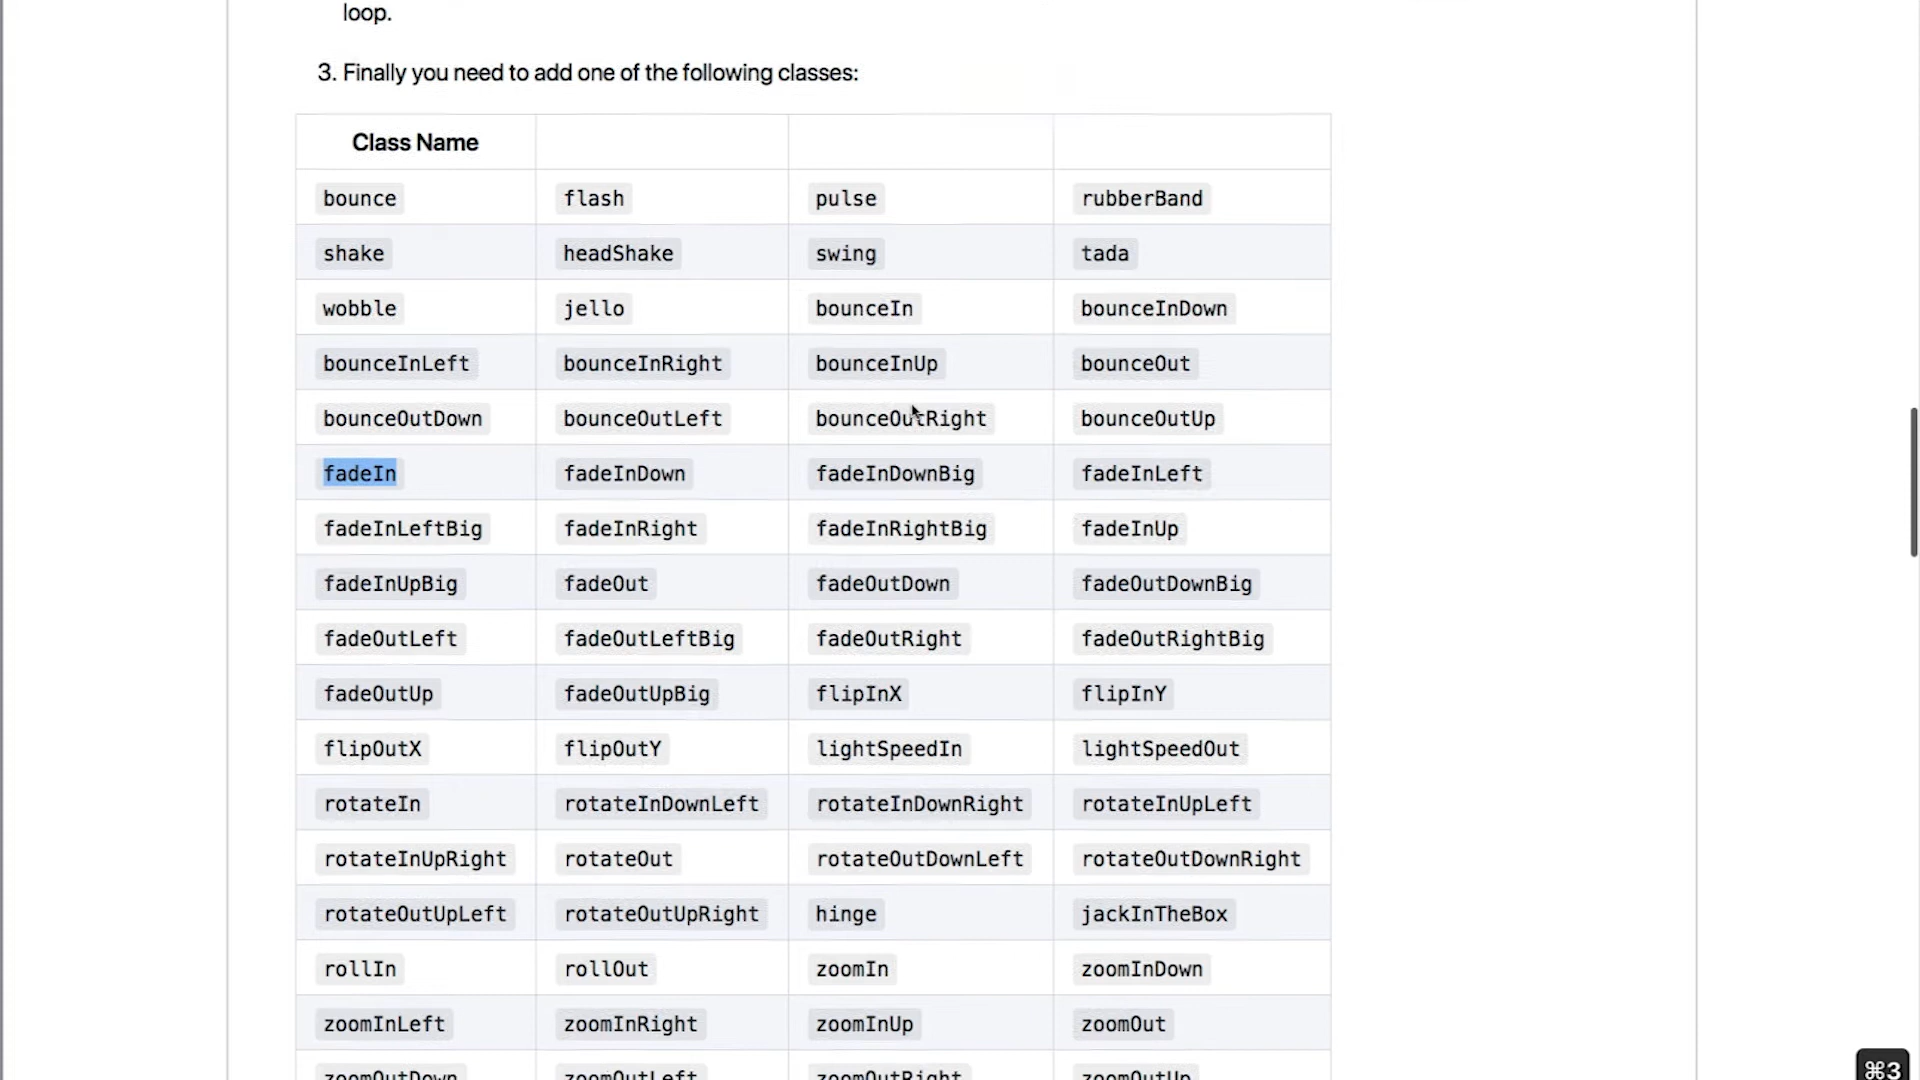 loop.
3. Finally you need to add one of the following classes:
Class Name
bounce flash pulse rubberBand
shake headShake swing tada
wobble jello bounceIn bounceInDown
bounceInLeft bounceInRight bounceInUp bounceOut
bounceOutDown bounceOutLeft bounceOutRight bounceOutUp
fadeIn fadeInDown fadeInDownBig fadeInLeft
fadeInLeftBig fadeInRight fadeInRightBig fadeInUp
fadeInUpBig fadeOut fadeOutDown fadeOutDownBig
fadeOutLeft fadeOutLeftBig fadeOutRight fadeOutRightBig
fadeOutUp fadeOutUpBig flipInX flipInY
flipOutX flipOutY lightSpeedIn lightSpeedOut
rotateIn rotateInDownLeft rotateInDownRight rotateInUpLeft
rotateInUpRight rotateOut rotateOutDownLeft rotateOutDownRight
rotateOutUpLeft rotateOutUpRight hinge jackInTheBox
rollIn rollOut zoomIn zoomInDown
zoomInLeft zoomInRight zoomInUp zoomOut
zoomOutDown zoomOutLeft zoomOutRight zoomOutUp
⌘3